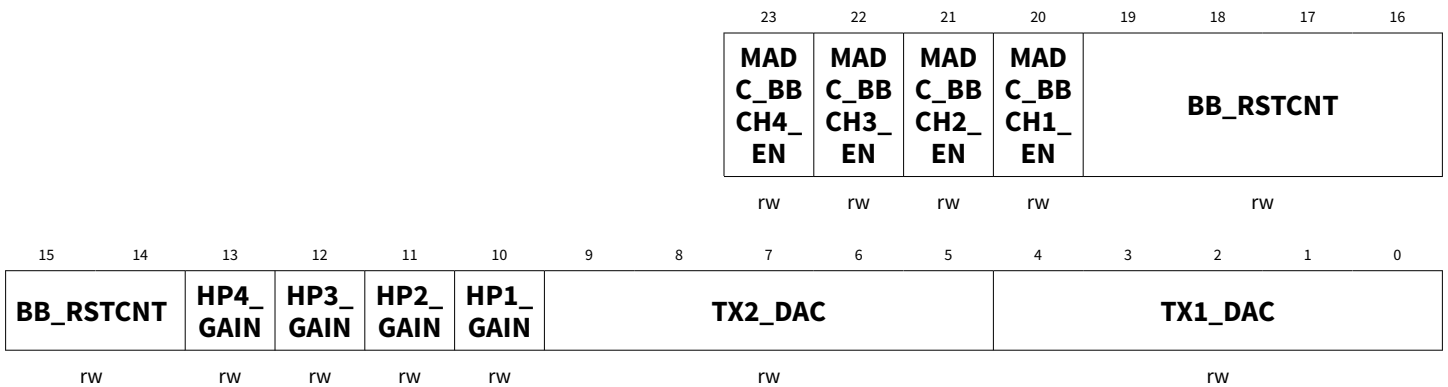 23 22 21 20 19 18 17 16
MAD MAD MAD MAD
C_BB C_BB C_BB C_BB
CH4_ CH3_ CH2_ CH1_ BB_RSTCNT
EN EN EN EN
rw rw rw rw rw
15 14 13 12 11 10 9 8 7 6 5 4 3 2 1 0
BB_RSTCNT HP4_ HP3_ HP2_ HP1_ TX2_DAC TX1_DAC
GAIN GAIN GAIN GAIN
rw rw rw rw rw rw rw